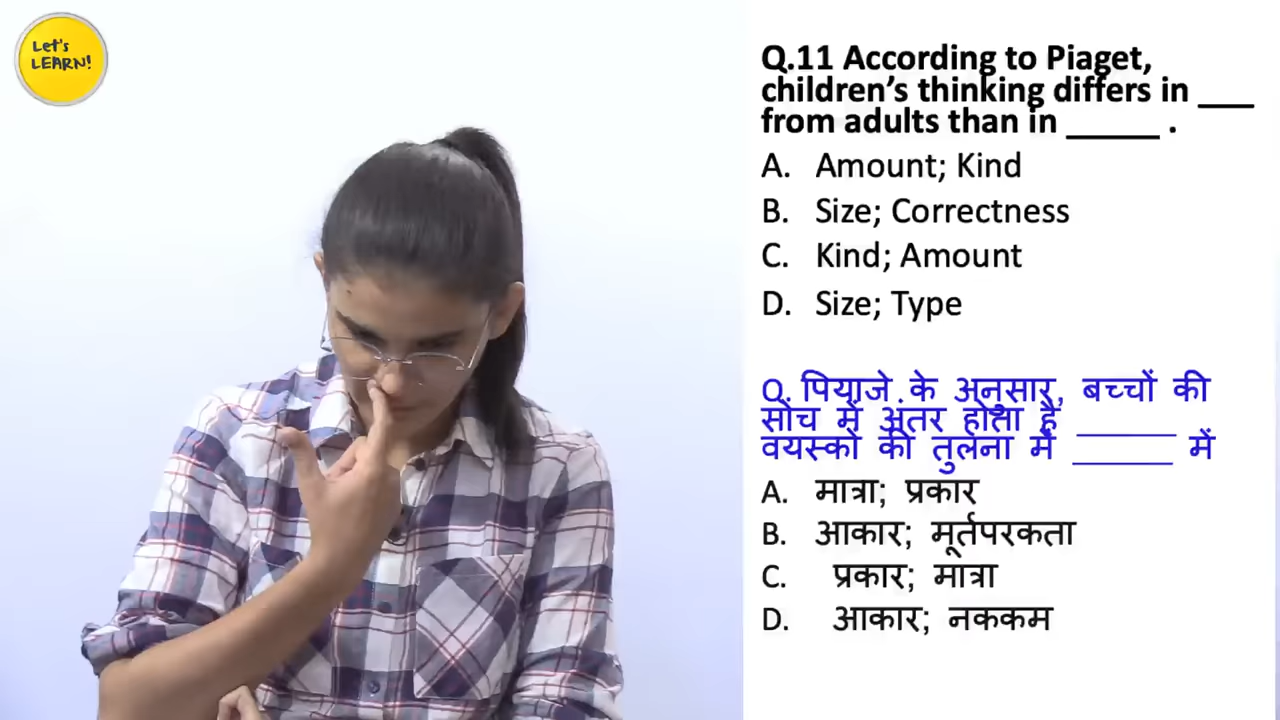 Let's
LEARN!
Q.11 According to Piaget,
children's thinking differs in ___
from adults than in _____ .
A. Amount; Kind
B. Size; Correctness
C. Kind; Amount
D. Size; Type
Q. पियाजे के अनुसार, बच्चों की
सोच में अंतर होता है ______
वयस्कों की तुलना में ______ में
A. मात्रा; प्रकार
B. आकार; मूर्तपरकता
C. प्रकार; मात्रा
D. आकार; नककम